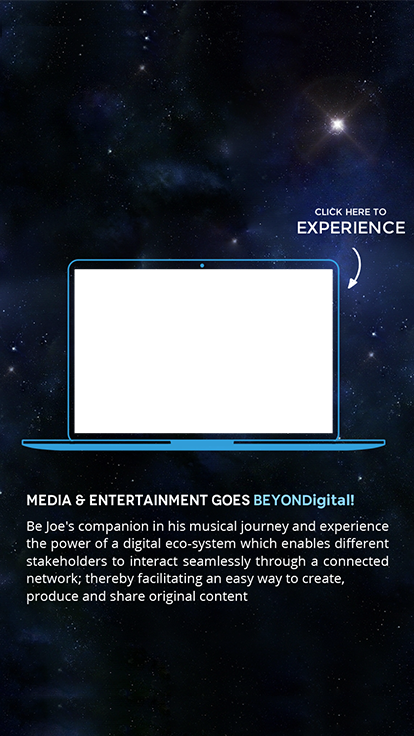 CLICK HERE TO
EXPERIENCE
MEDIA & ENTERTAINMENT GOES BEYONDigital!
Be Joe's companion in his musical journey and experience
the power of a digital eco-system which enables different
stakeholders to interact seamlessly through a connected
network; thereby facilitating an easy way to create,
produce and share original content